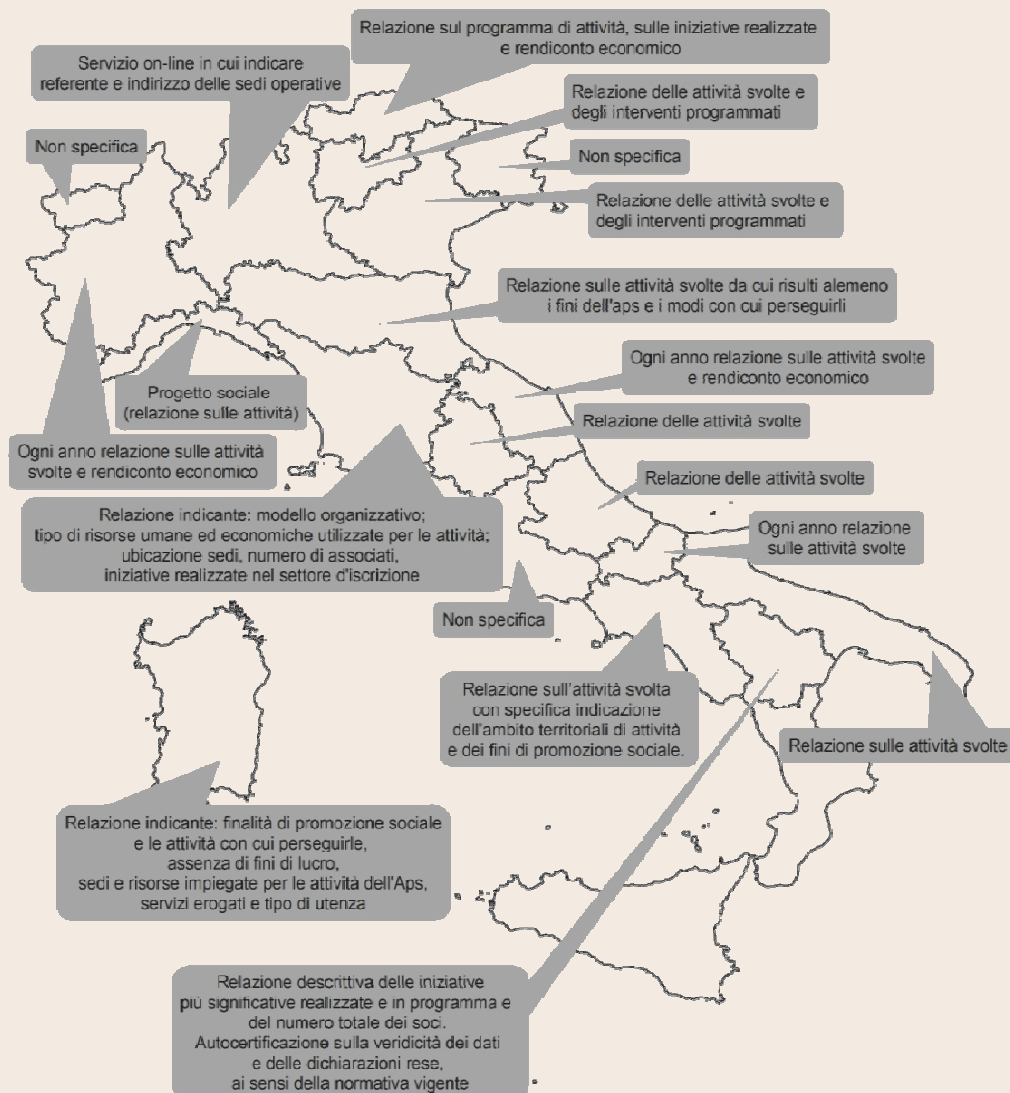 Relazione sul programma di attività, sulle iniziative realizzate
e rendiconto economico
Servizio on-line in cui indicare
referente e indirizzo delle sedi operative
Relazione delle attività svolte e
degli interventi programmati
Non specifica
Non specifica
Relazione delle attività svolte e
degli interventi programmati
Relazione sulle attività svolte da cui risulti alemeno
i fini dell'aps e i modi con cui perseguirli
Ogni anno relazione sulle attività svolte
e rendiconto economico
Progetto sociale
(relazione sulle attività)
Relazione delle attività svolte
Ogni anno relazione sulle attività
svolte e rendiconto economico
Relazione delle attività svolte
Relazione indicante: modello organizzativo;
tipo di risorse umane ed economiche utilizzate per le attività;
ubicazione sedi, numero di associati,
iniziative realizzate nel settore d'iscrizione
Ogni anno relazione
sulle attività svolte
Non specifica
Relazione sull'attività svolta
con specifica indicazione
dell'ambito territoriali di attività
e dei fini di promozione sociale.
Relazione sulle attività svolte
Relazione indicante: finalità di promozione sociale
e le attività con cui perseguirle,
assenza di fini di lucro,
sedi e risorse impiegate per le attività dell'Aps,
servizi erogati e tipo di utenza
Relazione descrittiva delle iniziative
più significative realizzate e in programma e
del numero totale dei soci.
Autocertificazione sulla veridicità dei dati
e delle dichiarazioni rese,
ai sensi della normativa vigente